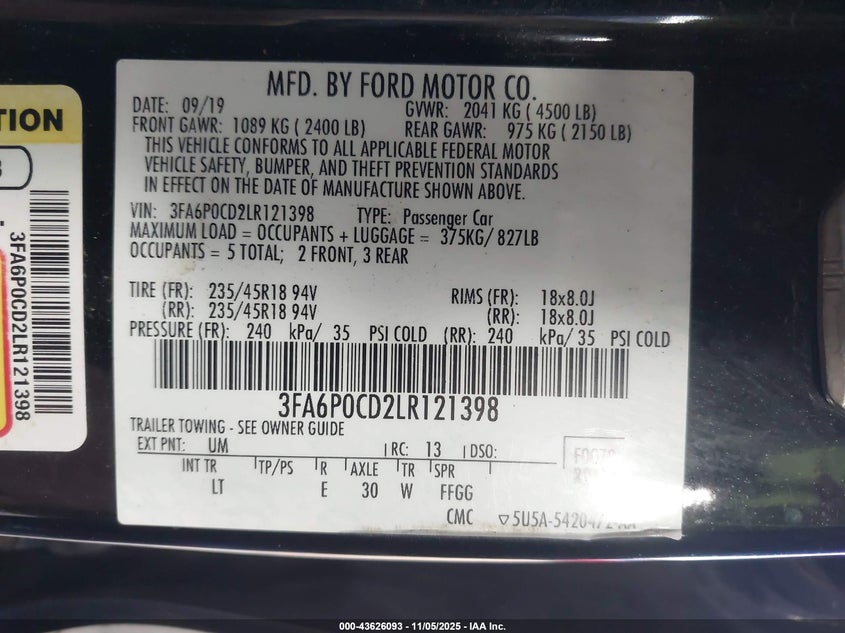 MFD. BY FORD MOTOR CO.
DATE: 09/19 GVWR: 2041 KG ( 4500 LB)
FRONT GAWR: 1089 KG ( 2400 LB) REAR GAWR: 975 KG ( 2150 LB)
THIS VEHICLE CONFORMS TO ALL APPLICABLE FEDERAL MOTOR
VEHICLE SAFETY, BUMPER, AND THEFT PREVENTION STANDARDS
IN EFFECT ON THE DATE OF MANUFACTURE SHOWN ABOVE.
VIN: 3FA6P0CD2LR121398 TYPE: Passenger Car
MAXIMUM LOAD = OCCUPANTS + LUGGAGE = 375KG/ 827LB
OCCUPANTS = 5 TOTAL; 2 FRONT, 3 REAR
TIRE (FR): 235/45R18 94V RIMS (FR): 18x8.0J
(RR): 235/45R18 94V (RR): 18x8.0J
PRESSURE (FR): 240 kPa/ 35 PSI COLD (RR): 240 kPa/ 35 PSI COLD
3FA6P0CD2LR121398
TRAILER TOWING - SEE OWNER GUIDE
EXT PNT: UM RC: 13 DSO:
INT TR TP/PS R AXLE TR SPR
LT E 30 W FFGG
CMC
3FA6P0CD2LR121398
000-43626093 - 11/05/2025 - IAA Inc.